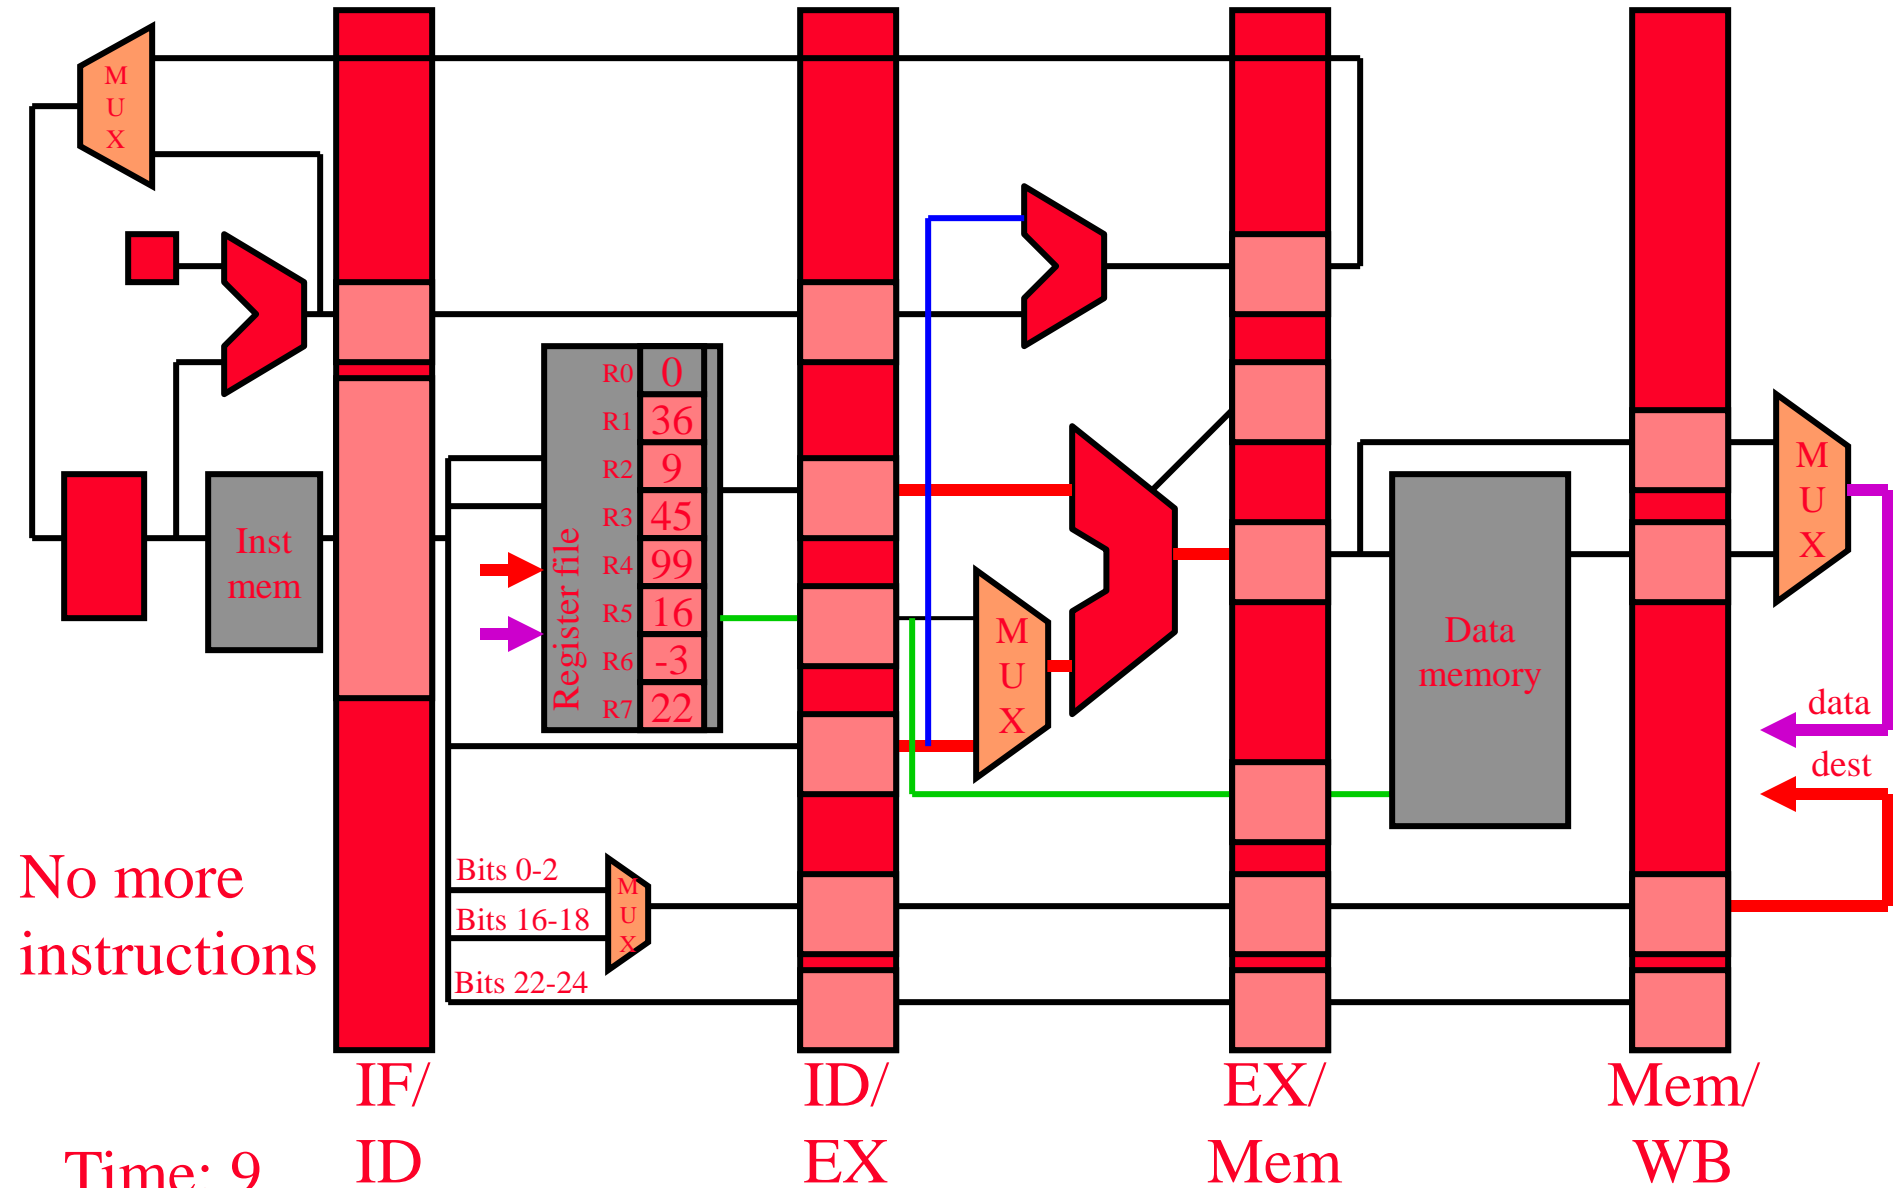 M
U
X
Inst
mem
No more
instructions
Time: 9
IF/
ID
Register file
R0 0
R1 36
R2 9
R3 45
R4 99
R5 16
R6 -3
R7 22
Bits 0-2
Bits 16-18
Bits 22-24
M
U
X
ID/
EX
M
U
X
EX/
Mem
Data
memory
Mem/
WB
M
U
X
data
dest